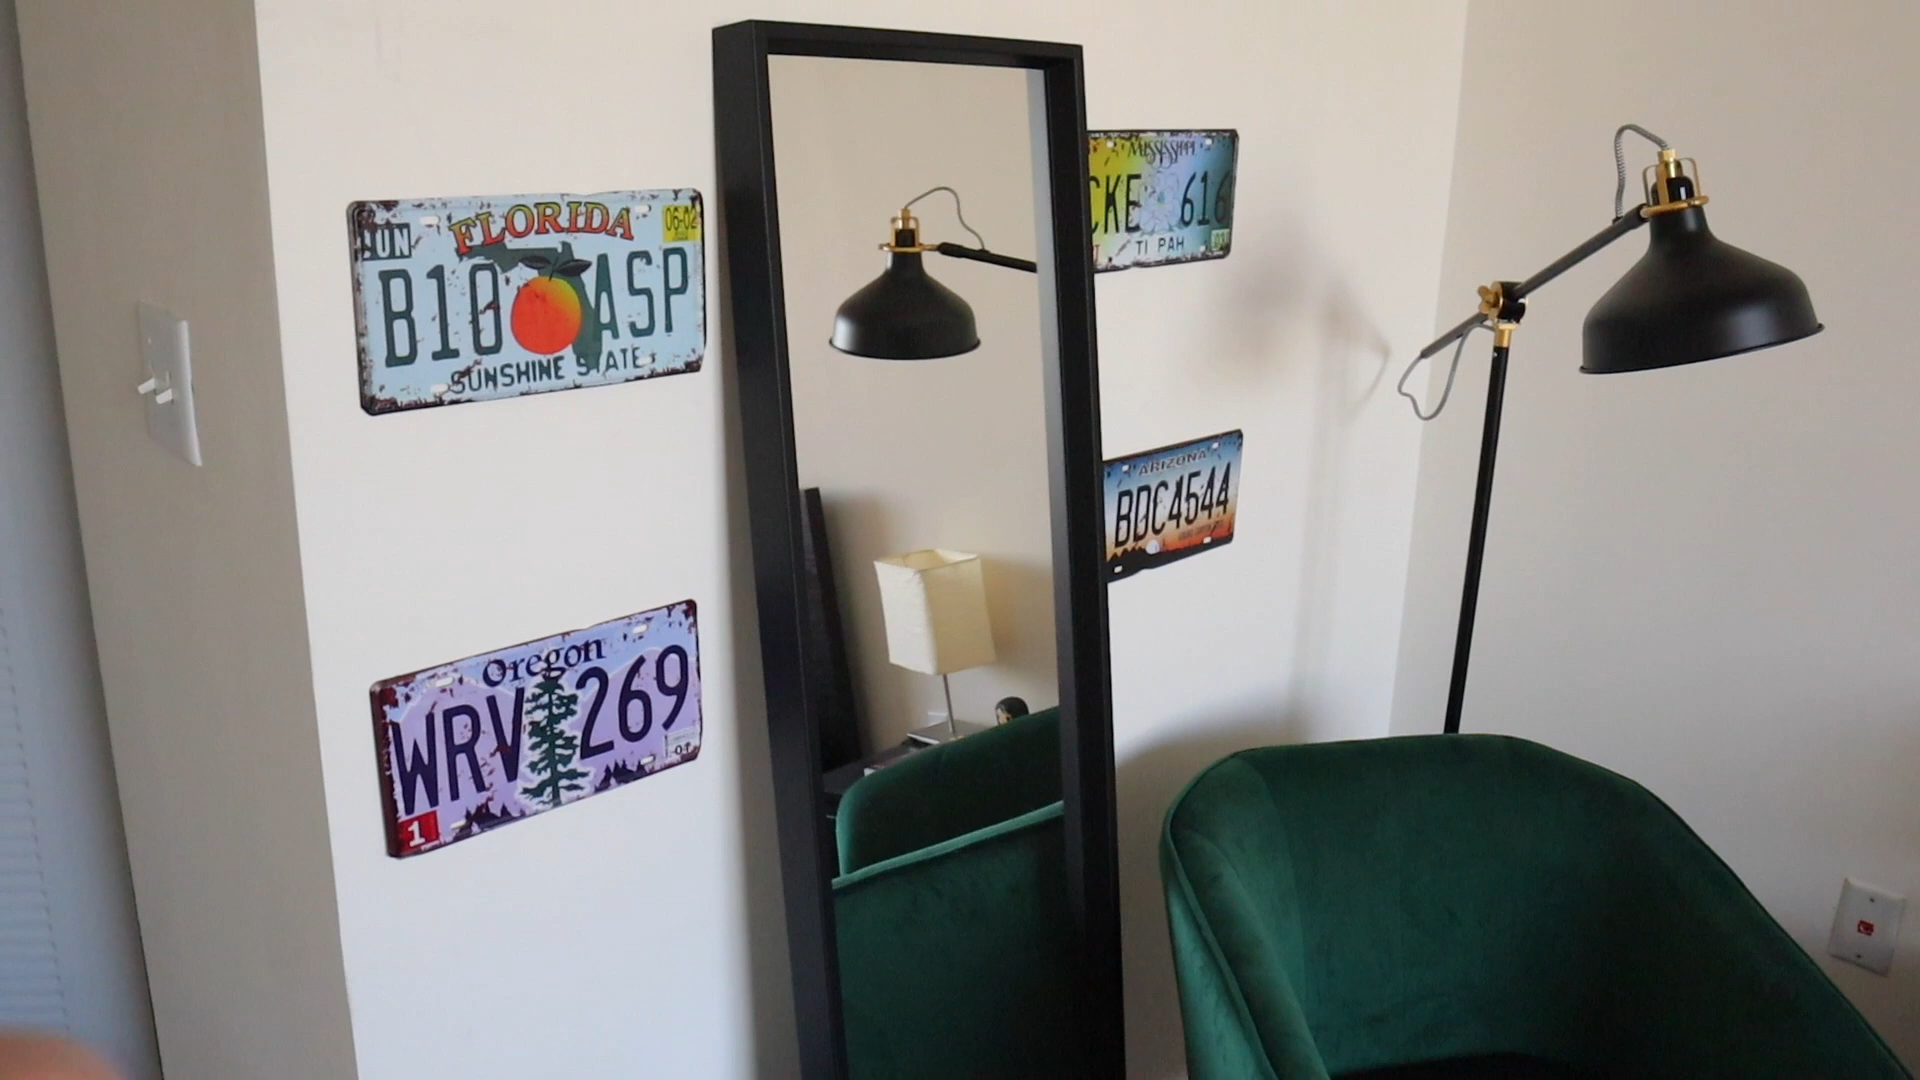 FLORIDA
JUN
06-02
B10 ASP
SUNSHINE STATE
MISSISSIPPI
CKE 616
TI PAH
ARIZONA
BDC4544
Oregon
WRV 269
1
01